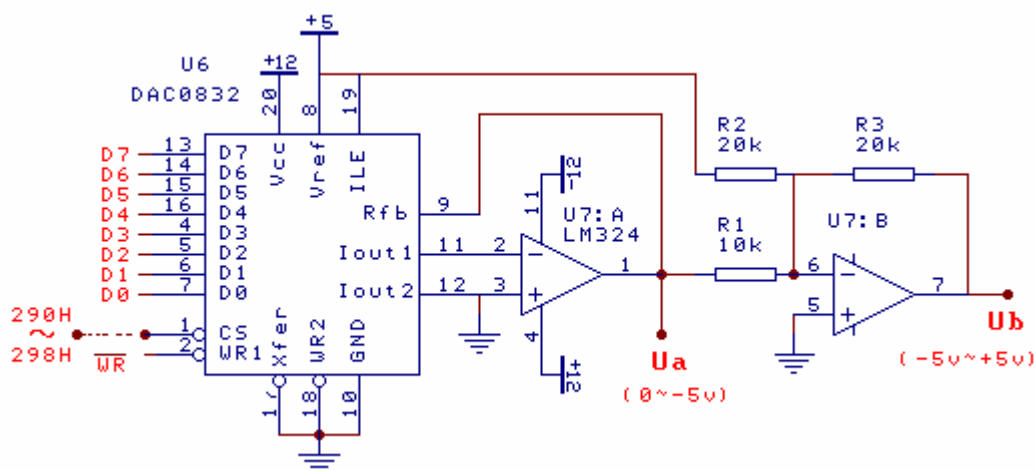 +5
U6
+12
DAC0832
20
8
19
R2
20k
R3
20k
D7 13 D7
D6 14 D6
D5 15 D5
D4 16 D4
D3 4 D3
D2 5 D2
D1 6 D1
D0 7 D0
Vcc
Vref
ILE
Rfb 9
Iout1 11
Iout2 12
-12
11
U7:A
LM324
2 -
3 +
1
4
+12
R1
10k
U7:B
6 -
5 +
7
290H
~
298H
1 CS
WR 2 WR1
Xfer
WR2
GND
17
18
10
Ua
(0~-5v)
Ub
(-5v~+5v)